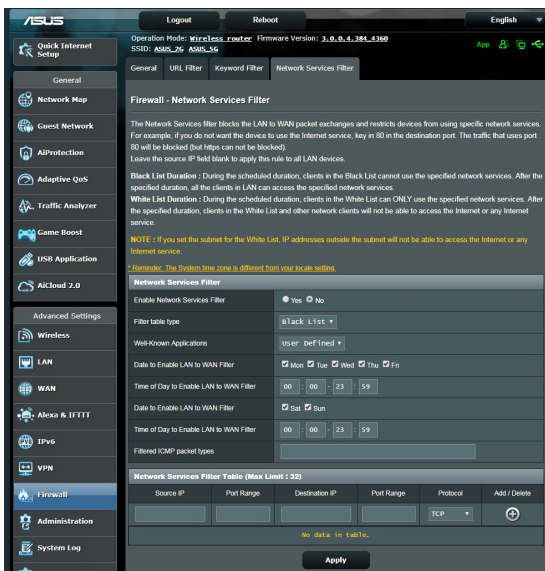 ASUS
Logout
Reboot
English
Quick Internet
Setup
Operation Mode: Wireless router Firmware Version: 3.0.0.4.384_4360
SSID: ASUS_2G ASUS_5G
App
General
Network Map
Guest Network
AiProtection
Adaptive QoS
Traffic Analyzer
Game Boost
USB Application
AiCloud 2.0
Advanced Settings
Wireless
LAN
WAN
Alexa & IFTTT
IPv6
VPN
Firewall
Administration
System Log
General
URL Filter
Keyword Filter
Network Services Filter
Firewall - Network Services Filter
The Network Services filter blocks the LAN to WAN packet exchanges and restricts devices from using specific network services.
For example, if you do not want the device to use the Internet service, key in 80 in the destination port. The traffic that uses port
80 will be blocked (but https can not be blocked).
Leave the source IP field blank to apply this rule to all LAN devices.
Black List Duration : During the scheduled duration, clients in the Black List cannot use the specified network services. After the
specified duration, all the clients in LAN can access the specified network services.
White List Duration : During the scheduled duration, clients in the White List can ONLY use the specified network services. After
the specified duration, clients in the White List and other network clients will not be able to access the Internet or any Internet
service.
NOTE : If you set the subnet for the White List, IP addresses outside the subnet will not be able to access the Internet or any
Internet service.
* Reminder: The System time zone is different from your locale setting.
Network Services Filter
Enable Network Services Filter
Yes No
Filter table type
Black List
Well-Known Applications
User Defined
Date to Enable LAN to WAN Filter
Mon Tue Wed Thu Fri
Time of Day to Enable LAN to WAN Filter
00 : 00 - 23 : 59
Date to Enable LAN to WAN Filter
Sat Sun
Time of Day to Enable LAN to WAN Filter
00 : 00 - 23 : 59
Filtered ICMP packet types
Network Services Filter Table (Max Limit : 32)
Source IP
Port Range
Destination IP
Port Range
Protocol
Add / Delete
TCP
No data in table.
Apply